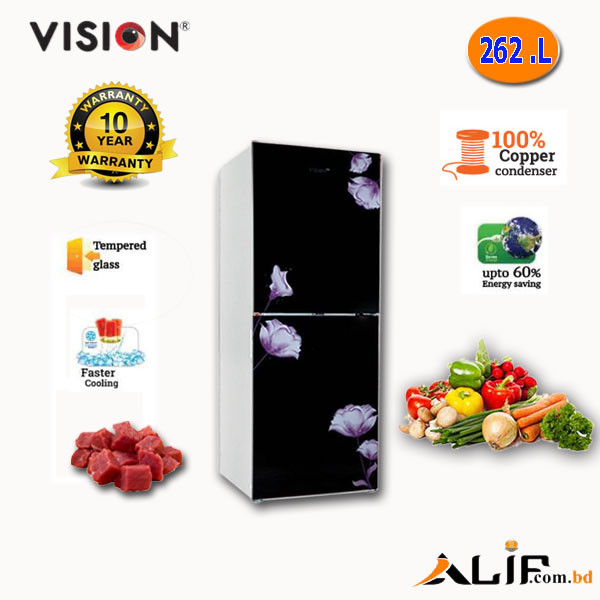 VISION®
262 .L
WARRANTY
10
YEAR
WARRANTY
100%
Copper
condenser
VISION
Tempered
glass
upto 60%
Energy saving
Faster
Cooling
ALIF.com.bd